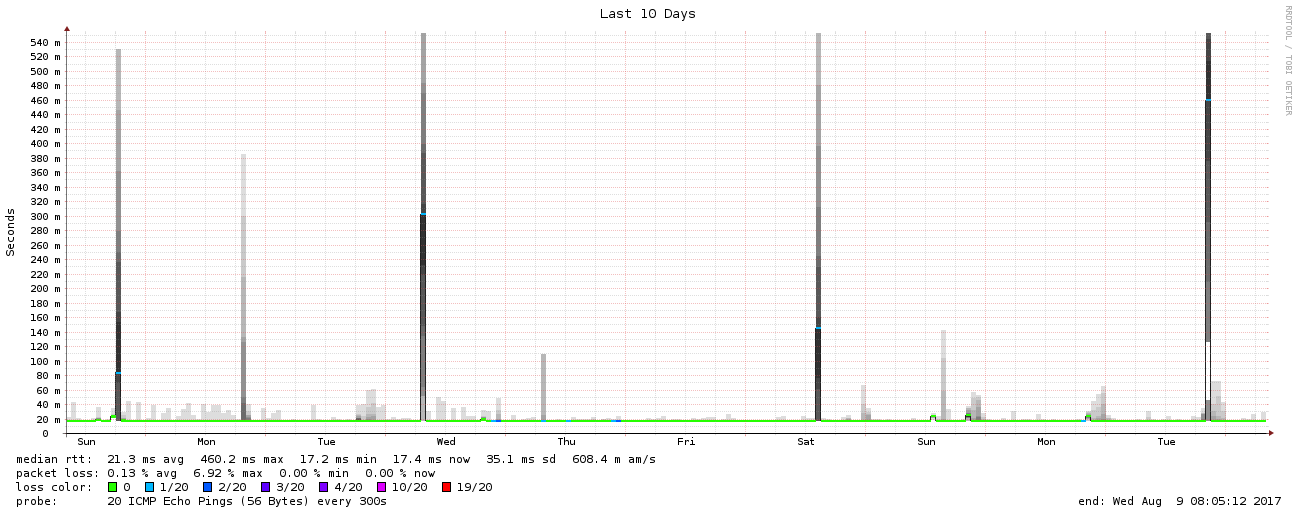 Last 10 Days
RRDTOOL / TOBI OETIKER
Seconds
540 m
520 m
500 m
480 m
460 m
440 m
420 m
400 m
380 m
360 m
340 m
320 m
300 m
280 m
260 m
240 m
220 m
200 m
180 m
160 m
140 m
120 m
100 m
80 m
60 m
40 m
20 m
0
Sun Mon Tue Wed Thu Fri Sat Sun Mon Tue
median rtt: 21.3 ms avg 460.2 ms max 17.2 ms min 17.4 ms now 35.1 ms sd 608.4 m am/s
packet loss: 0.13 % avg 6.92 % max 0.00 % min 0.00 % now
loss color: 0 1/20 2/20 3/20 4/20 10/20 19/20
probe: 20 ICMP Echo Pings (56 Bytes) every 300s end: Wed Aug 9 08:05:12 2017